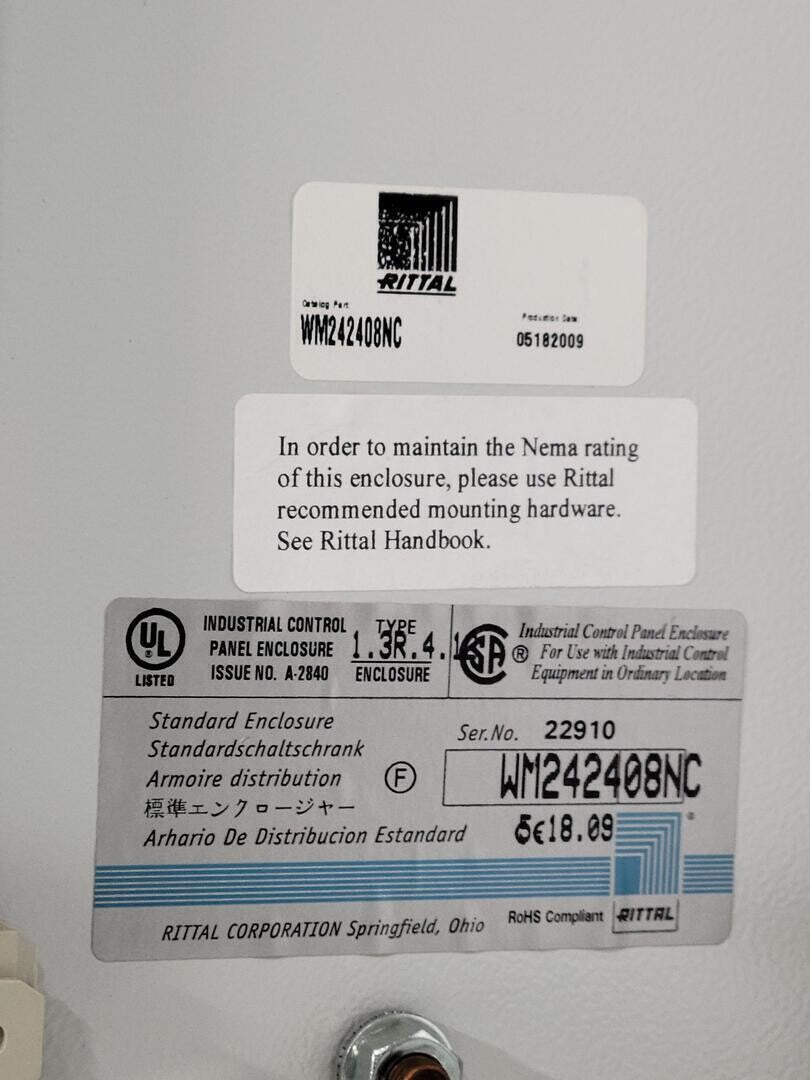 RITTAL
Catalog Part
Production Date
WM242408NC
05182009
In order to maintain the Nema rating
of this enclosure, please use Rittal
recommended mounting hardware.
See Rittal Handbook.
UL
®
LISTED
INDUSTRIAL CONTROL
PANEL ENCLOSURE
ISSUE NO. A-2840
TYPE
1.3R.4.1
ENCLOSURE
SA ®
Industrial Control Panel Enclosure
For Use with Industrial Control
Equipment in Ordinary Location
Standard Enclosure
Standardschaltschrank
Armoire distribution
標準エンクロージャー
Arhario De Distribucion Estandard
F
Ser.No. 22910
WM242408NC
18.09
®
RITTAL CORPORATION Springfield, Ohio
RoHS Compliant
RITTAL